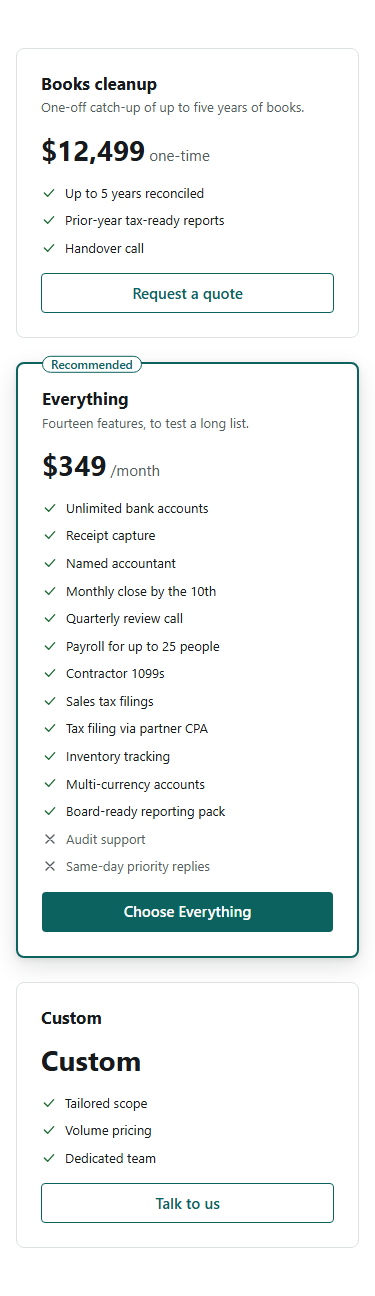 Books cleanup
One-off catch-up of up to five years of books.
$12,499 one-time
Up to 5 years reconciled
Prior-year tax-ready reports
Handover call
Request a quote
Recommended
Everything
Fourteen features, to test a long list.
$349 /month
Unlimited bank accounts
Receipt capture
Named accountant
Monthly close by the 10th
Quarterly review call
Payroll for up to 25 people
Contractor 1099s
Sales tax filings
Tax filing via partner CPA
Inventory tracking
Multi-currency accounts
Board-ready reporting pack
Audit support
Same-day priority replies
Choose Everything
Custom
Custom
Tailored scope
Volume pricing
Dedicated team
Talk to us